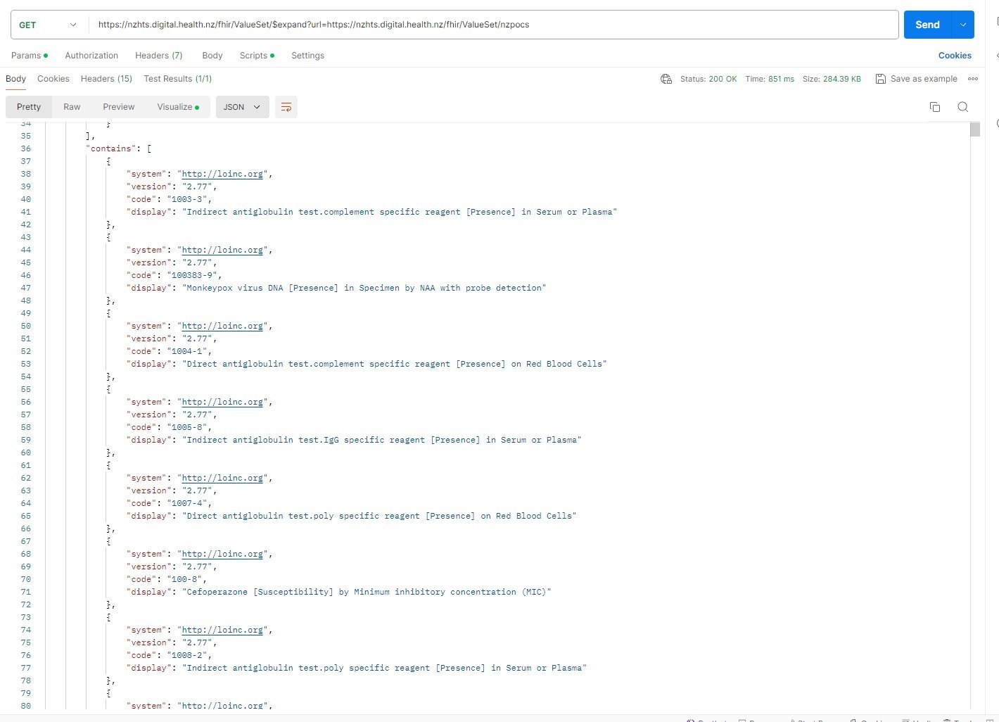 GET https://nzhts.digital.health.nz/fhir/ValueSet/$expand?url=https://nzhts.digital.health.nz/fhir/ValueSet/nzpocs Send
Params Authorization Headers (7) Body Scripts Settings Cookies
Body Cookies Headers (15) Test Results (1/1) Status: 200 OK Time: 851 ms Size: 284.39 KB Save as example
Pretty Raw Preview Visualize JSON
34 }
35 ],
36 "contains": [
37 {
38 "system": "http://loinc.org",
39 "version": "2.77",
40 "code": "1003-3",
41 "display": "Indirect antiglobulin test.complement specific reagent [Presence] in Serum or Plasma"
42 },
43 {
44 "system": "http://loinc.org",
45 "version": "2.77",
46 "code": "100383-9",
47 "display": "Monkeypox virus DNA [Presence] in Specimen by NAA with probe detection"
48 },
49 {
50 "system": "http://loinc.org",
51 "version": "2.77",
52 "code": "1004-1",
53 "display": "Direct antiglobulin test.complement specific reagent [Presence] on Red Blood Cells"
54 },
55 {
56 "system": "http://loinc.org",
57 "version": "2.77",
58 "code": "1005-8",
59 "display": "Indirect antiglobulin test.IgG specific reagent [Presence] in Serum or Plasma"
60 },
61 {
62 "system": "http://loinc.org",
63 "version": "2.77",
64 "code": "1007-4",
65 "display": "Direct antiglobulin test.poly specific reagent [Presence] on Red Blood Cells"
66 },
67 {
68 "system": "http://loinc.org",
69 "version": "2.77",
70 "code": "100-8",
71 "display": "Cefoperazone [Susceptibility] by Minimum inhibitory concentration (MIC)"
72 },
73 {
74 "system": "http://loinc.org",
75 "version": "2.77",
76 "code": "1008-2",
77 "display": "Indirect antiglobulin test.poly specific reagent [Presence] in Serum or Plasma"
78 },
79 {
80 "system": "http://loinc.org",